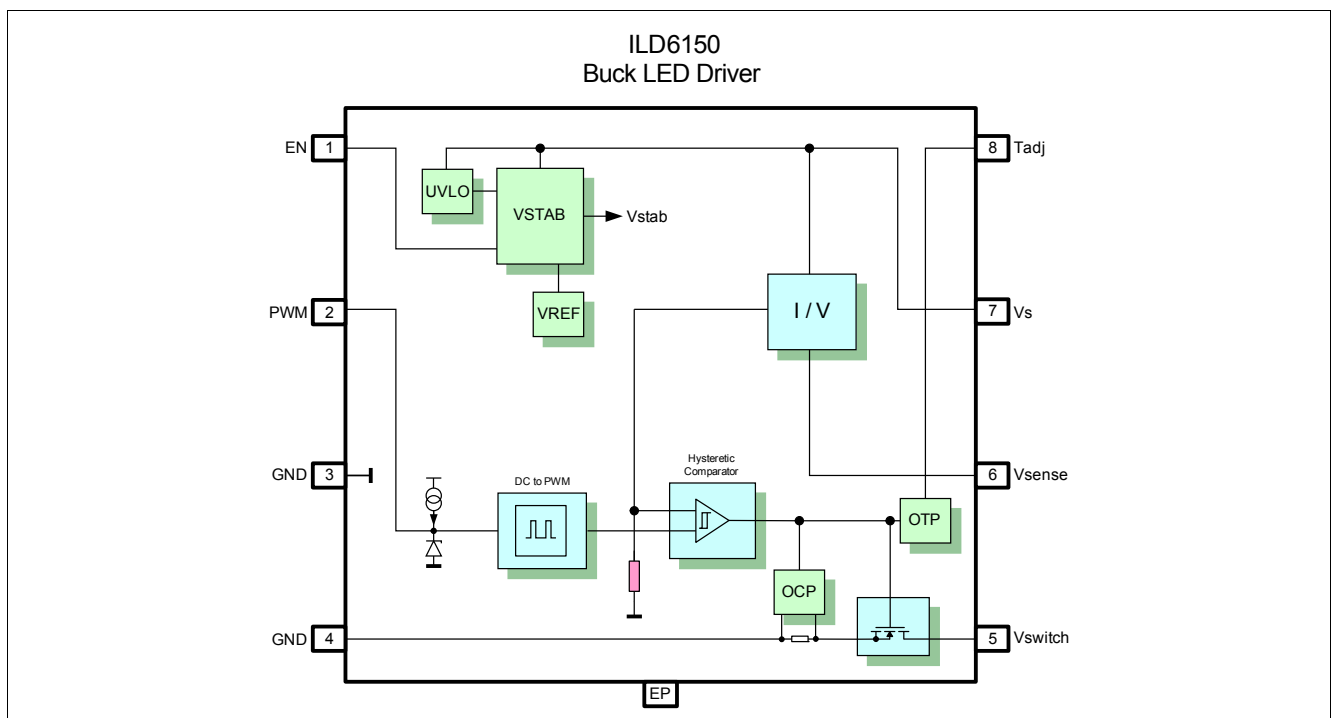 ILD6150
Buck LED Driver
EN 1
8 Tadj
UVLO
VSTAB
Vstab
VREF
I / V
PWM 2
7 Vs
GND 3
6 Vsense
DC to PWM
Hysteretic
Comparator
OTP
OCP
GND 4
5 Vswitch
EP